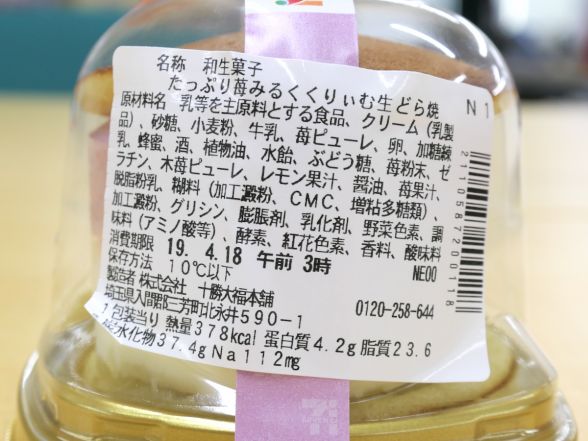 名称 和生菓子
たっぷり苺みるくくりぃむ生どら焼
N1
原材料名 乳等を主原料とする食品、クリーム（乳製
品）、砂糖、小麦粉、牛乳、苺ピューレ、卵、加糖練
乳、蜂蜜、酒、植物油、水飴、ぶどう糖、苺粉末、ゼ
ラチン、木苺ピューレ、レモン果汁、醤油、苺果汁、
脱脂粉乳、糊料（加工澱粉、CMC、増粘多糖類）、
加工澱粉、グリシン、膨脹剤、乳化剤、野菜色素、調
味料（アミノ酸等）、酵素、紅花色素、香料、酸味料
消費期限 19. 4.18 午前 3時
NE00
保存方法 10℃以下
製造者 株式会社 十勝大福本舗
0120-258-644
埼玉県入間郡三芳町北永井590-1
1包装当り 熱量378kcal 蛋白質4.2g 脂質23.6
水化物37.4g Na112mg
2110587200118